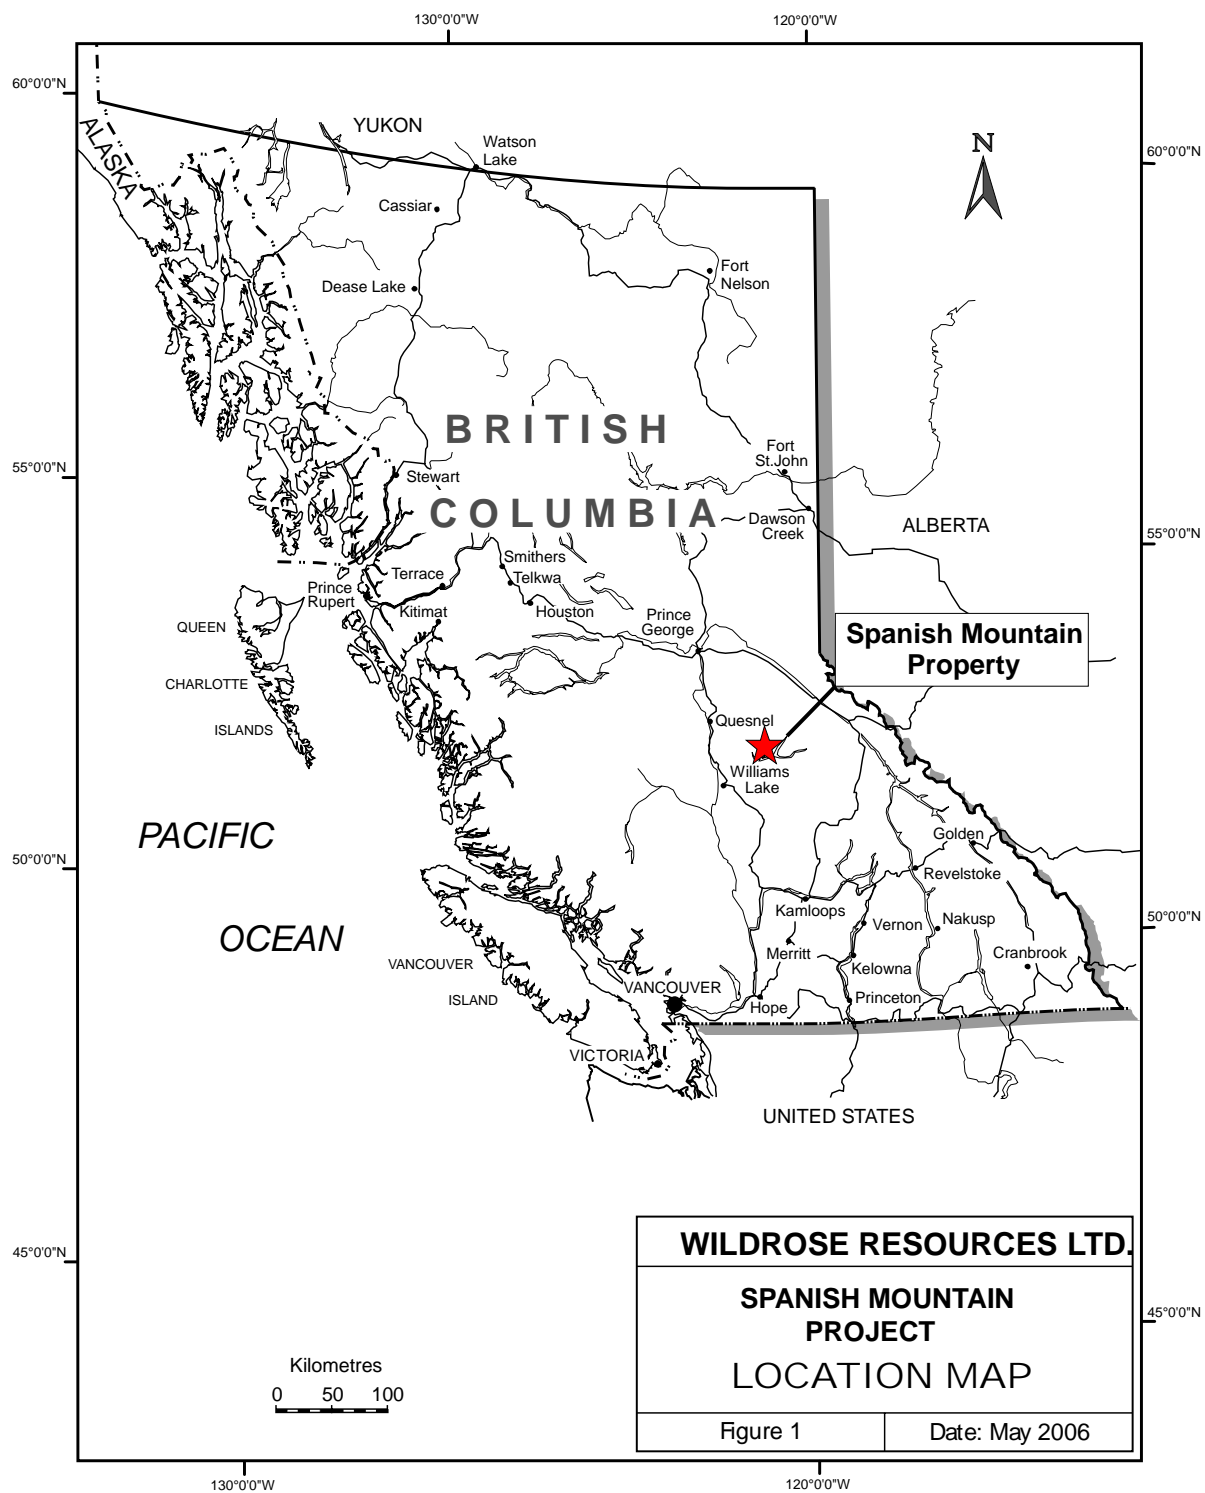 130°0'0"W
120°0'0"W
60°0'0"N
60°0'0"N
YUKON
ALASKA
Watson
Lake
N
Cassiar
Fort
Nelson
Dease Lake
BRITISH
Fort
St.John
55°0'0"N
Stewart
COLUMBIA
Dawson
Creek
ALBERTA
55°0'0"N
Smithers
Terrace
Telkwa
Prince
Rupert
Kitimat
Houston
Prince
George
QUEEN
Spanish Mountain
Property
CHARLOTTE
ISLANDS
Quesnel
Williams
Lake
PACIFIC
Golden
50°0'0"N
Revelstoke
Kamloops
50°0'0"N
Vernon
Nakusp
OCEAN
Merritt
Cranbrook
VANCOUVER
Kelowna
ISLAND
VANCOUVER
Princeton
Hope
VICTORIA
UNITED STATES
WILDROSE RESOURCES LTD.
45°0'0"N
SPANISH MOUNTAIN
PROJECT
45°0'0"N
LOCATION MAP
Kilometres
0 50 100
Figure 1
Date: May 2006
130°0'0"W
120°0'0"W